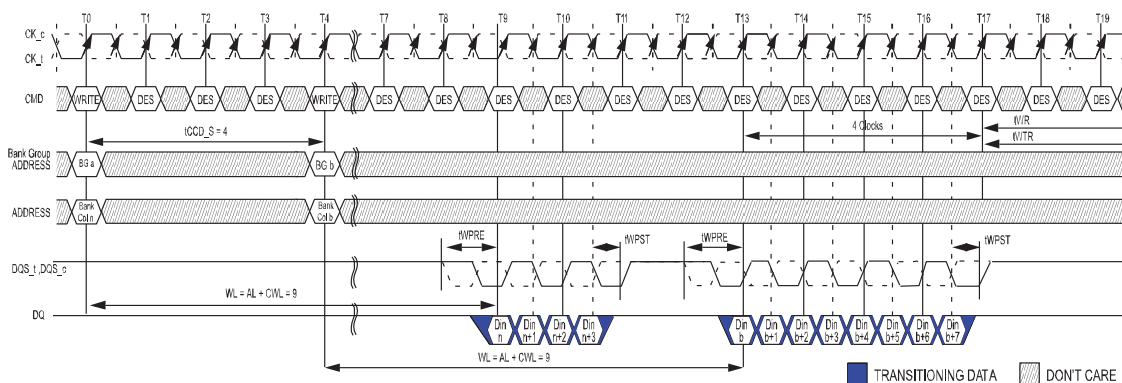 T0 T1 T2 T3 T4 T7 T8 T9 T10 T11 T12 T13 T14 T15 T16 T17 T18 T19
CK_c
CK_t
CMD WRITE DES DES DES WRITE DES DES DES DES DES DES DES DES DES DES DES DES DES
tCCD_S = 4
4 Clocks
tWR
tWTR
Bank Group
ADDRESS
BG a
BG b
ADDRESS
Bank
Col n
Bank
Col b
tWPRE
tWPST
tWPRE
tWPST
DQS_t ,DQS_c
WL = AL + CWL = 9
DQ
Din
n
Din
n+1
Din
n+2
Din
n+3
Din
b
Din
b+1
Din
b+2
Din
b+3
Din
b+4
Din
b+5
Din
b+6
Din
b+7
WL = AL + CWL = 9
TRANSITIONING DATA
DON'T CARE